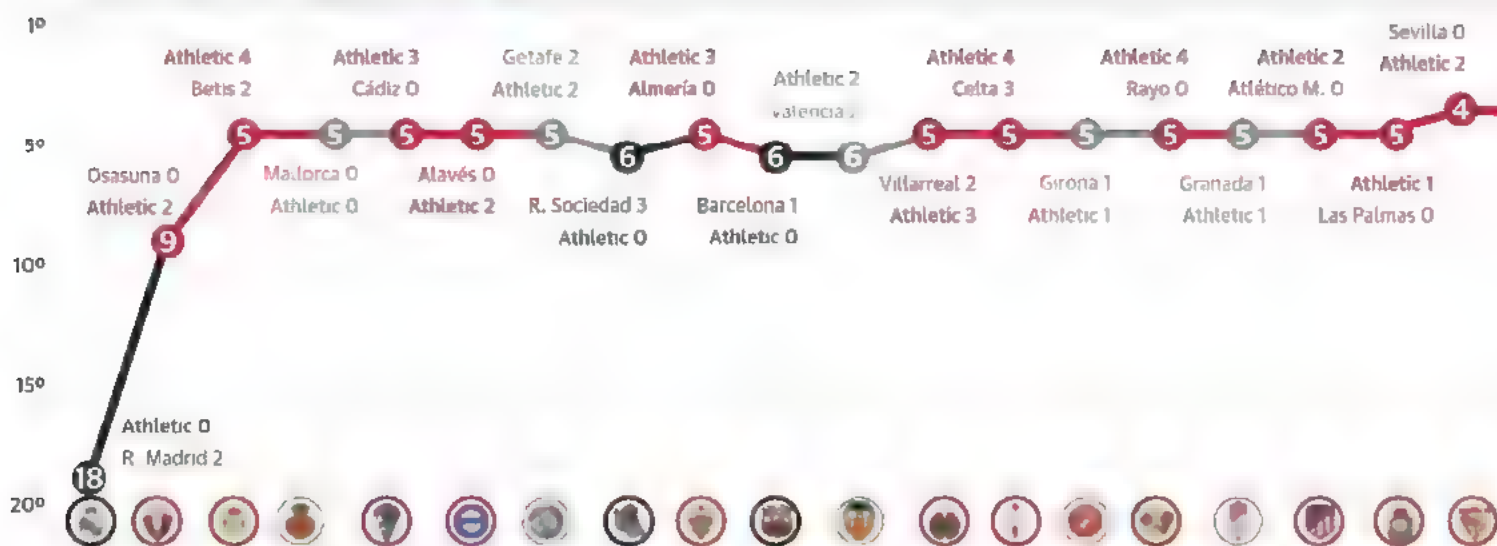 1º
Athletic 4
Betis 2
Athletic 3
Cádiz 0
Getafe 2
Athletic 2
Athletic 3
Almería 0
Athletic 2
Valencia
Athletic 4
Celta 3
Athletic 4
Rayo 0
Athletic 2
Atlético M. 0
Sevilla 0
Athletic 2
5º
5
5
5
5
5
6
5
6
6
5
5
5
5
5
5
5
4
Osasuna 0
Athletic 2
9
Mallorca 0
Athletic 0
Alavés 0
Athletic 2
R. Sociedad 3
Athletic 0
Barcelona 1
Athletic 0
Villarreal 2
Athletic 3
Girona 1
Athletic 1
Granada 1
Athletic 1
Athletic 1
Las Palmas 0
10º
15º
Athletic 0
R. Madrid 2
18
20º